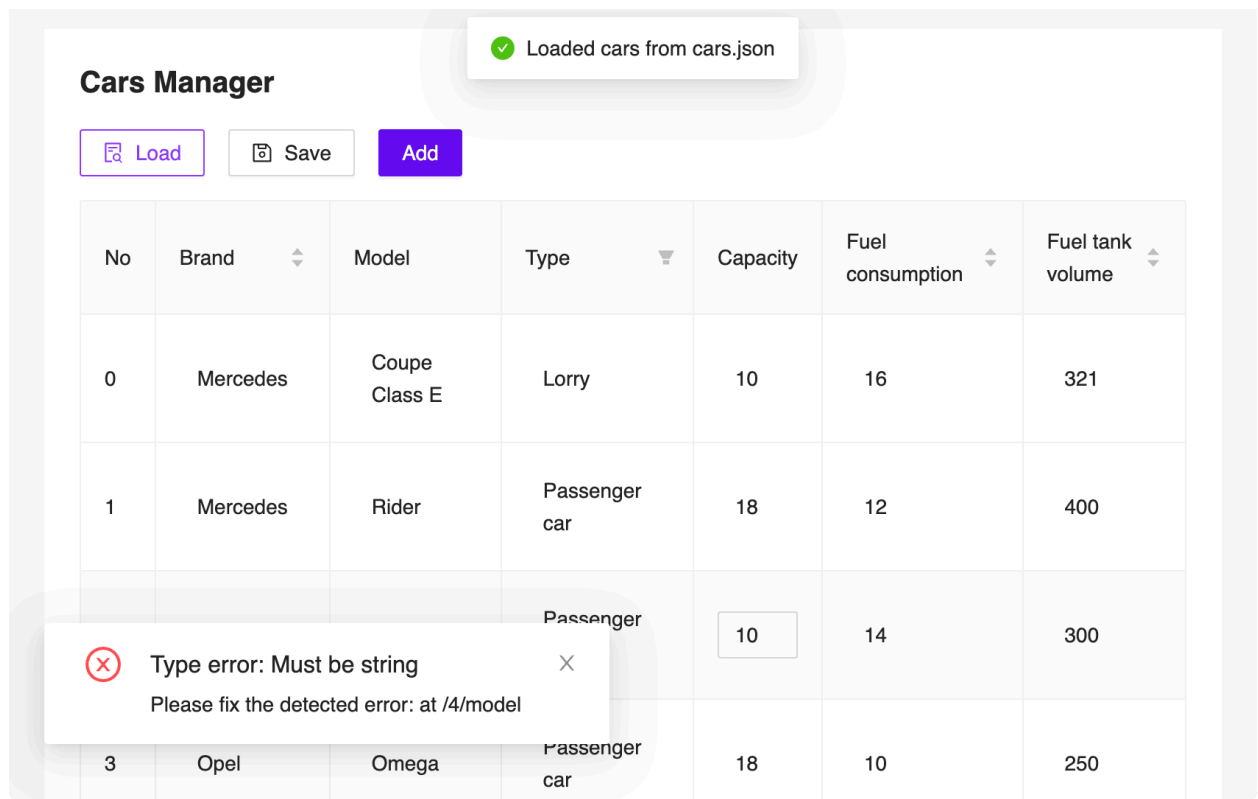 Loaded cars from cars.json
Cars Manager
Load
Save
Add
No
Brand
Model
Type
Capacity
Fuel
consumption
Fuel tank
volume
0
Mercedes
Coupe
Class E
Lorry
10
16
321
1
Mercedes
Rider
Passenger
car
18
12
400
Passenger
10
14
300
Type error: Must be string
Please fix the detected error: at /4/model
3
Opel
Omega
Passenger
car
18
10
250